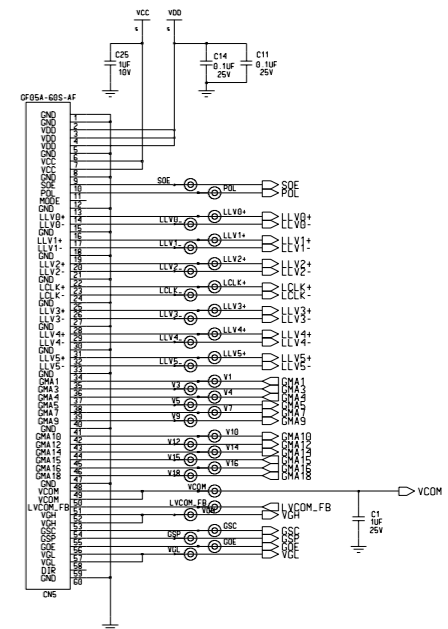 VCC VDD
C25
1UF
10V
C14
0.1UF
25V
C11
0.1UF
25V
GF05A-60S-AF
GND 1
VDD 2
VDD 3
VDD 4
GND 5
VCC 6
VCC 7
GND 8
SOE 9 SOE SOE
POL 10 POL POL
MODE 11
GND 12
LLV0+ 13 LLV0+ LLV0+
LLV0- 14 LLV0- LLV0-
GND 15
LLV1+ 16 LLV1+ LLV1+
LLV1- 17 LLV1- LLV1-
GND 18
LLV2+ 19 LLV2+ LLV2+
LLV2- 20 LLV2- LLV2-
GND 21
LCLK+ 22 LCLK+ LCLK+
LCLK- 23 LCLK- LCLK-
GND 24
LLV3+ 25 LLV3+ LLV3+
LLV3- 26 LLV3- LLV3-
GND 27
LLV4+ 28 LLV4+ LLV4+
LLV4- 29 LLV4- LLV4-
GND 30
LLV5+ 31 LLV5+ LLV5+
LLV5- 32 LLV5- LLV5-
GND 33
GMA1 34 V1 GMA1
GMA3 35 V3 GMA3
GMA4 36 V4 GMA4
GMA5 37 V5 GMA5
GMA7 38 V7 GMA7
GMA9 39 V9 GMA9
GND 40
GMA10 41 V10 GMA10
GMA12 42 V12 GMA12
GMA14 43 V14 GMA14
GMA15 44 V15 GMA15
GMA16 45 V16 GMA16
GMA18 46 V18 GMA18
GND 47
VCOM 48 VCOM VCOM
VCOM 49
LVCOM_FB 50 LVCOM_FB LVCOM_FB
VGH 51 VGH VGH
VGH 52
GSC 53 GSC GSC
GSP 54 GSP GSP
GOE 55 GOE GOE
VGL 56 VGL VGL
VGL 57
DIR 58
GND 59
60
CN5
C1
1UF
25V